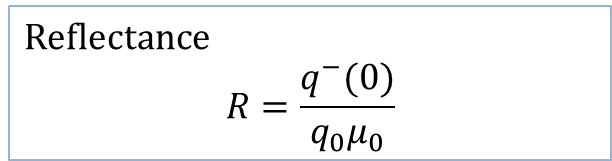 Reflectance
R = q⁻(0) / q₀μ₀